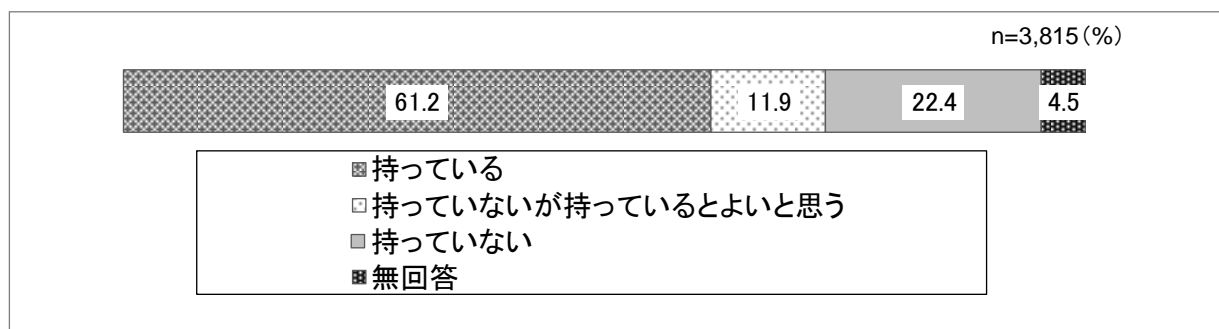 n=3,815(%)
61.2 11.9 22.4 4.5
持っている
持っていないが持っているとよいと思う
持っていない
無回答